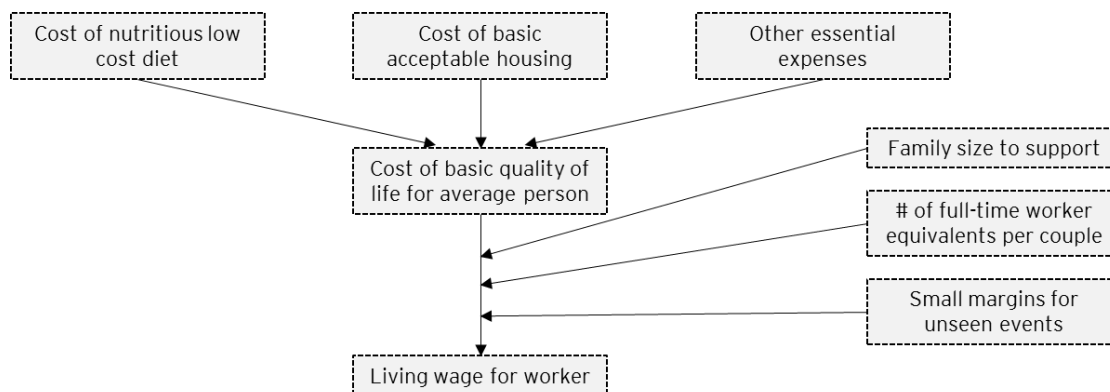 Cost of nutritious low
cost diet
Cost of basic
acceptable housing
Other essential
expenses
Cost of basic quality of
life for average person
Family size to support
# of full-time worker
equivalents per couple
Small margins for
unseen events
Living wage for worker